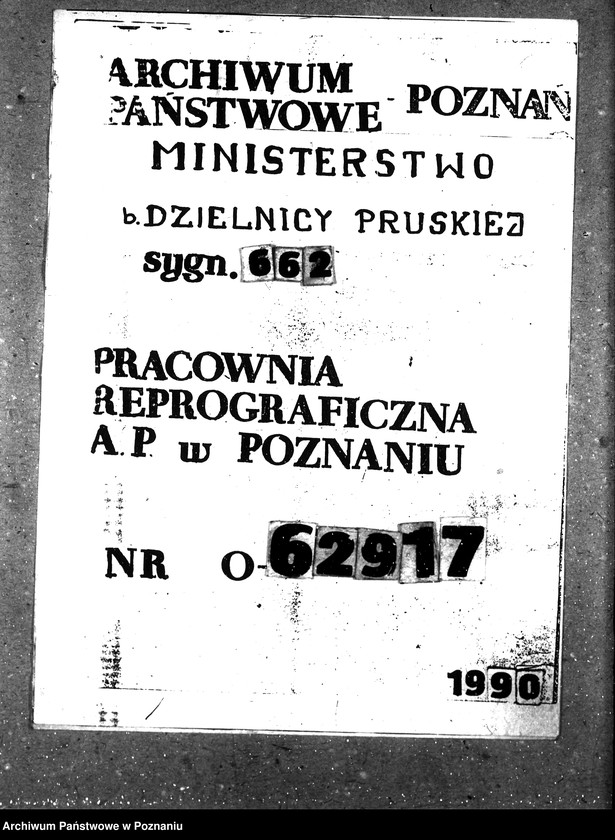 ARCHIWUM
PAŃSTWOWE - POZNAŃ
MINISTERSTWO
b. DZIELNICY PRUSKIEJ
sygn. 662
PRACOWNIA
REPROGRAFICZNA
A.P. w POZNANIU
NR O-62917
1990
Archiwum Państwowe w Poznaniu